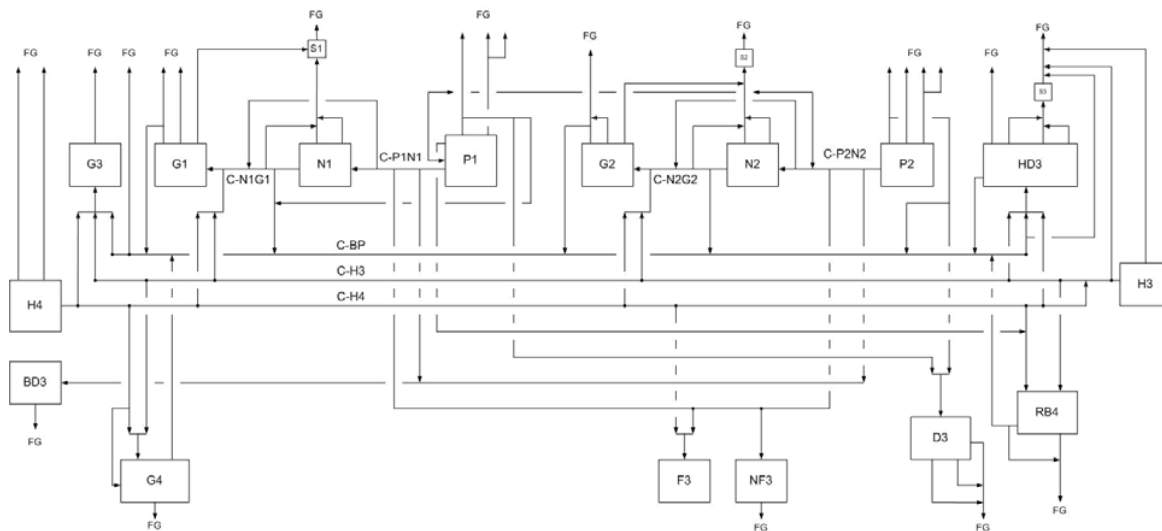 FG
FG
FG
FG
FG
S1
S2
FG
FG
FG
FG
FG
FG
FG
S3
G3
G1
N1
C-P1N1
P1
G2
N2
C-P2N2
P2
HD3
C-N1G1
C-N2G2
C-BP
C-H3
C-H4
H4
H3
BD3
FG
RB4
D3
FG
G4
F3
NF3
FG
FG
FG